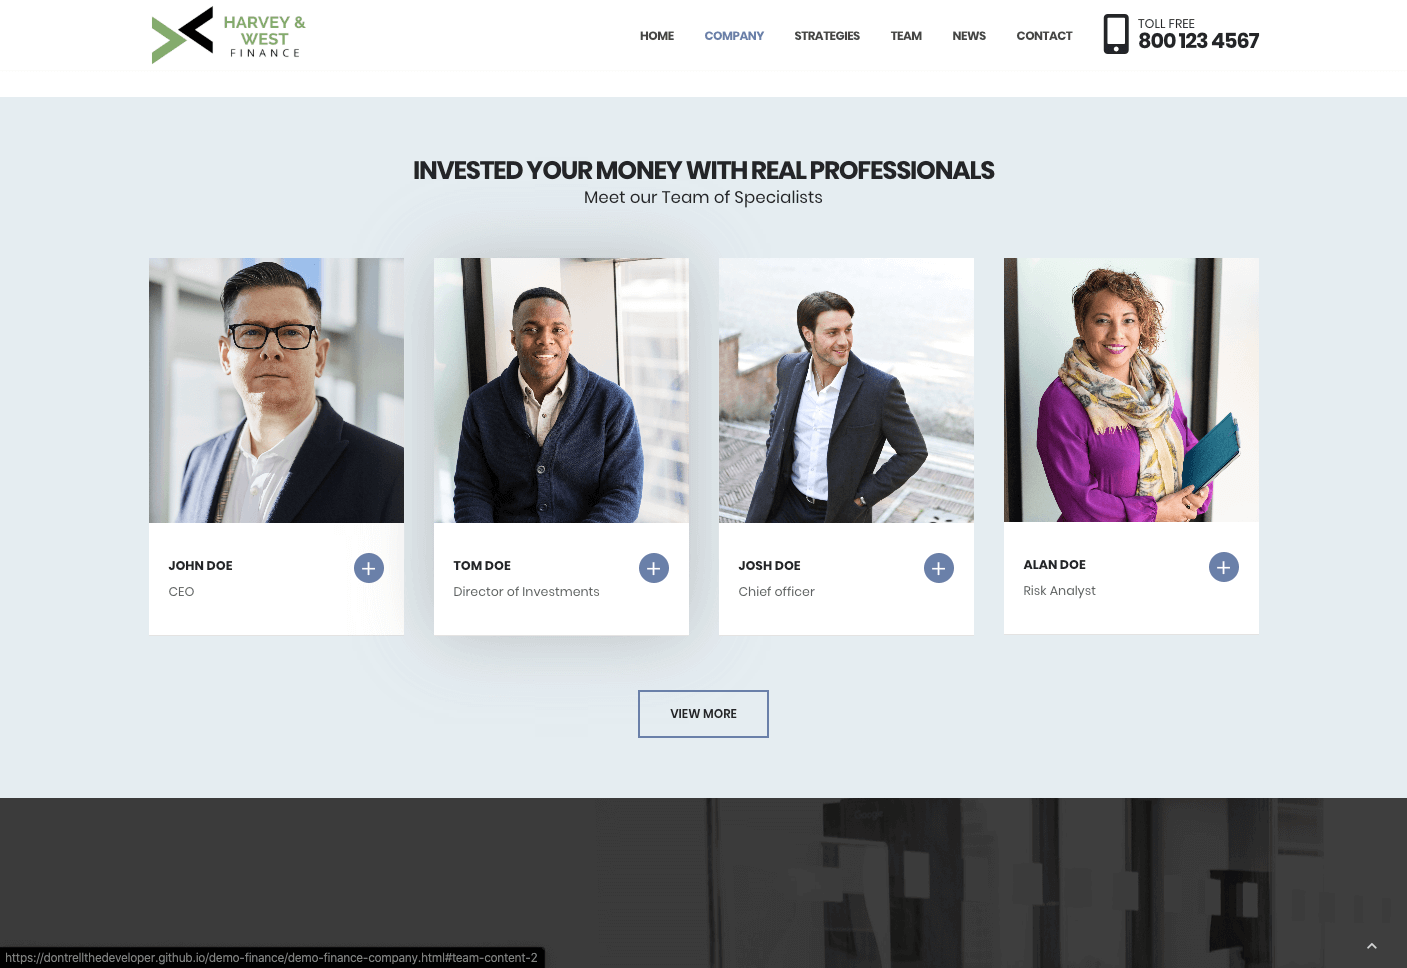 HARVEY &
WEST
FINANCE
HOME COMPANY STRATEGIES TEAM NEWS CONTACT
TOLL FREE
800 123 4567
INVESTED YOUR MONEY WITH REAL PROFESSIONALS
Meet our Team of Specialists
JOHN DOE
CEO
TOM DOE
Director of Investments
JOSH DOE
Chief officer
ALAN DOE
Risk Analyst
VIEW MORE
Google
https://dontrellthedeveloper.github.io/demo-finance/demo-finance-company.html#team-content-2